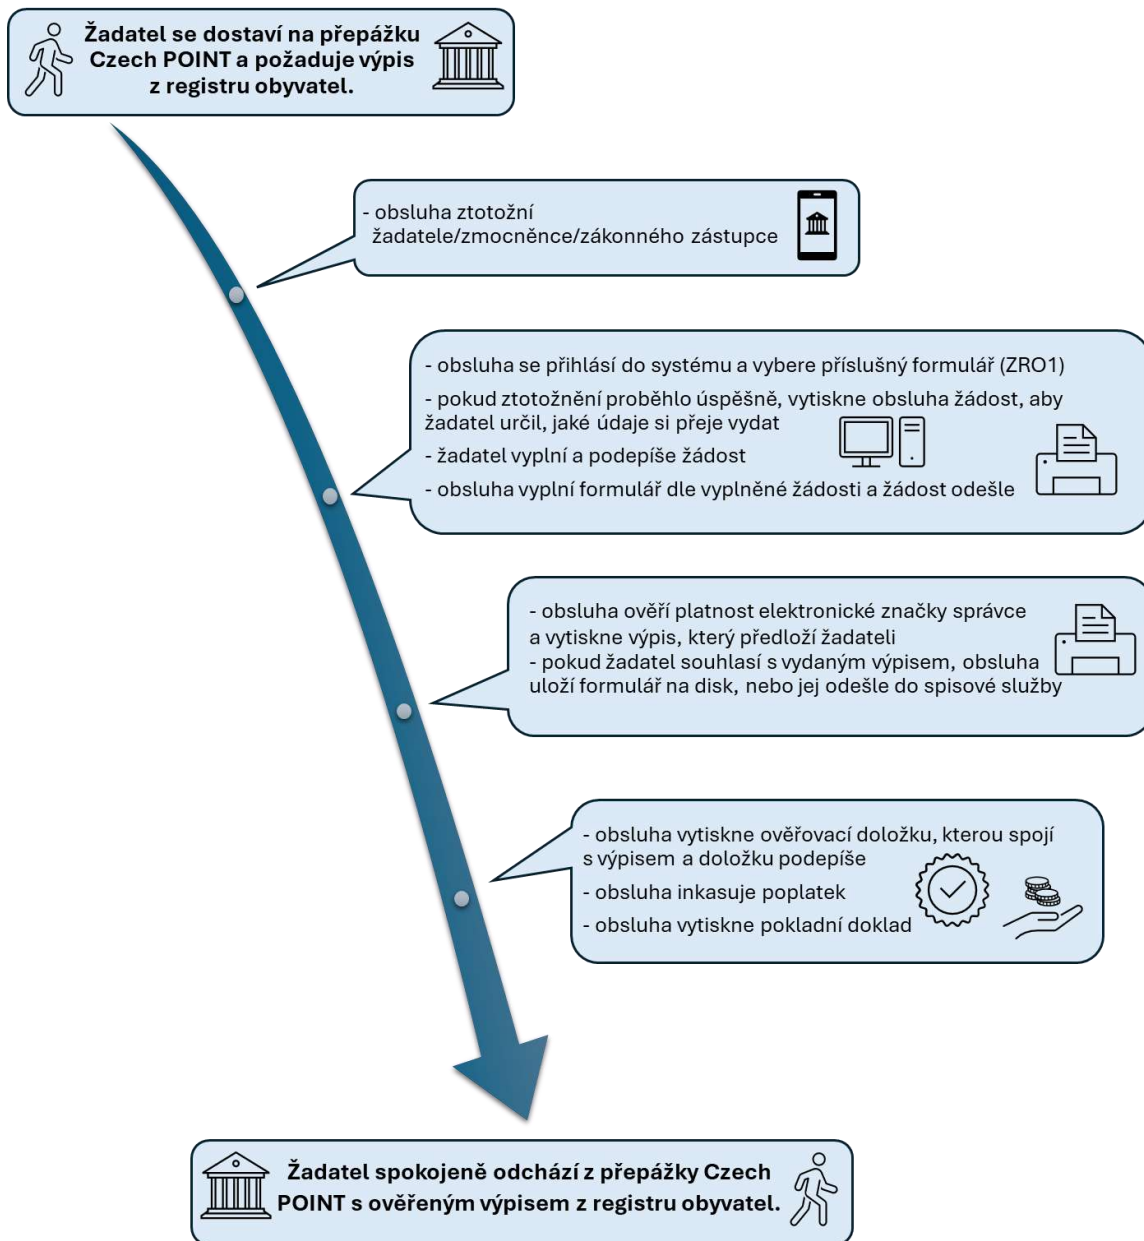 Žadatel se dostaví na přepážku
Czech POINT a požaduje výpis
z registru obyvatel.
- obsluha ztotožní
žadatele/zmocněnce/zákonného zástupce
- obsluha se přihlásí do systému a vybere příslušný formulář (ZRO1)
- pokud ztotožnění proběhlo úspěšně, vytiskne obsluha žádost, aby
žadatel určil, jaké údaje si přeje vydat
- žadatel vyplní a podepíše žádost
- obsluha vyplní formulář dle vyplněné žádosti a žádost odešle
- obsluha ověří platnost elektronické značky správce
a vytiskne výpis, který předloží žadateli
- pokud žadatel souhlasí s vydaným výpisem, obsluha
uloží formulář na disk, nebo jej odešle do spisové služby
- obsluha vytiskne ověřovací doložku, kterou spojí
s výpisem a doložku podepíše
- obsluha inkasuje poplatek
- obsluha vytiskne pokladní doklad
Žadatel spokojeně odchází z přepážky Czech
POINT s ověřeným výpisem z registru obyvatel.